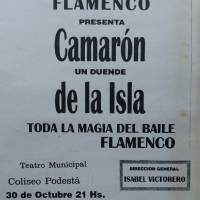 FLAMENCO
PRESENTA
Camarón
UN DUENDE
de la Isla
TODA LA MAGIA DEL BAILE
FLAMENCO
Teatro Municipal
Coliseo Podestá
30 de Octubre 21 Hs.
DIRECCION GENERAL
ISABEL VICTOBERO